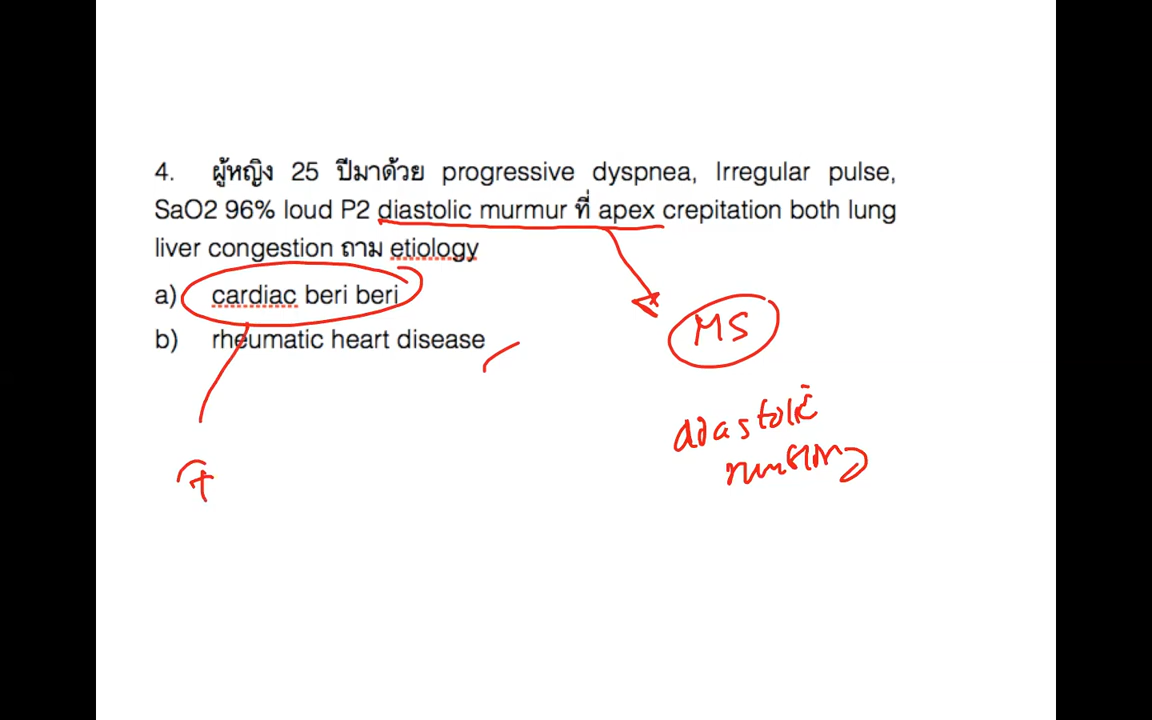 4. ผู้หญิง 25 ปีมาด้วย progressive dyspnea, Irregular pulse,
SaO2 96% loud P2 diastolic murmur ที่ apex crepitation both lung
liver congestion ถาม etiology
a) cardiac beri beri
b) rheumatic heart disease
MS
diastolic